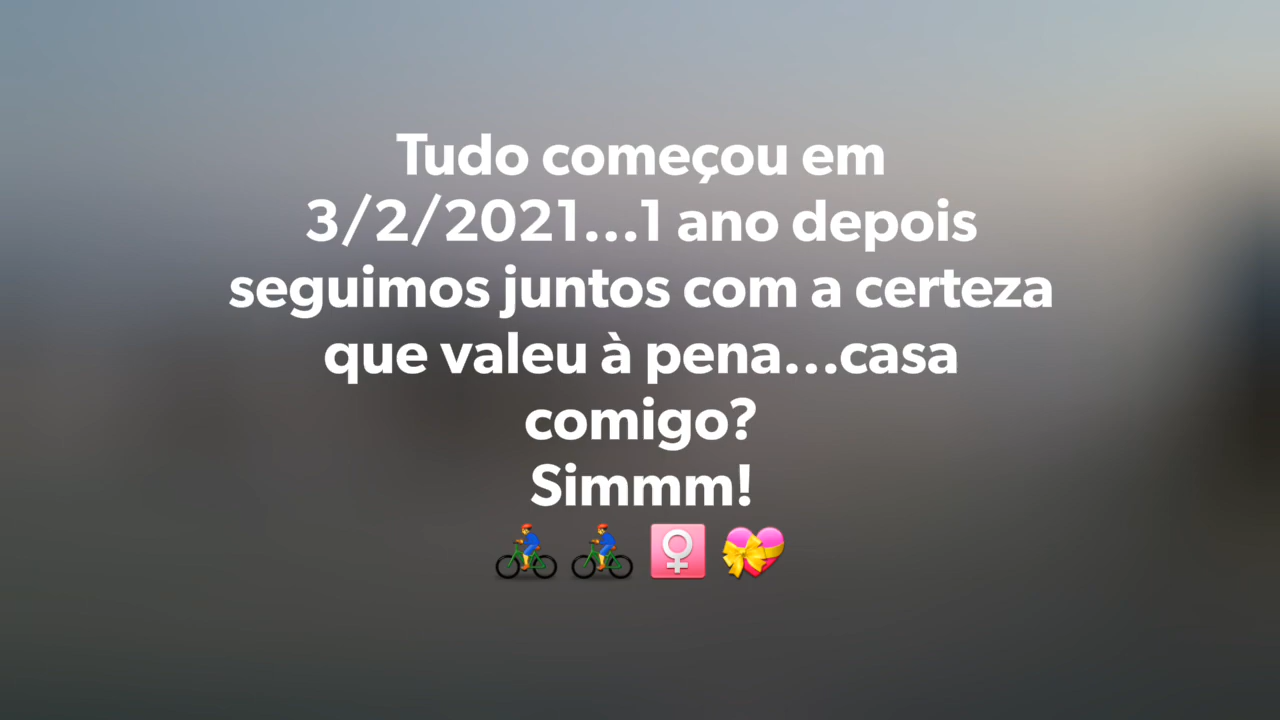 Tudo começou em
3/2/2021...1 ano depois
seguimos juntos com a certeza
que valeu à pena...casa
comigo?
Simmm!
🚴🚴♀️💝